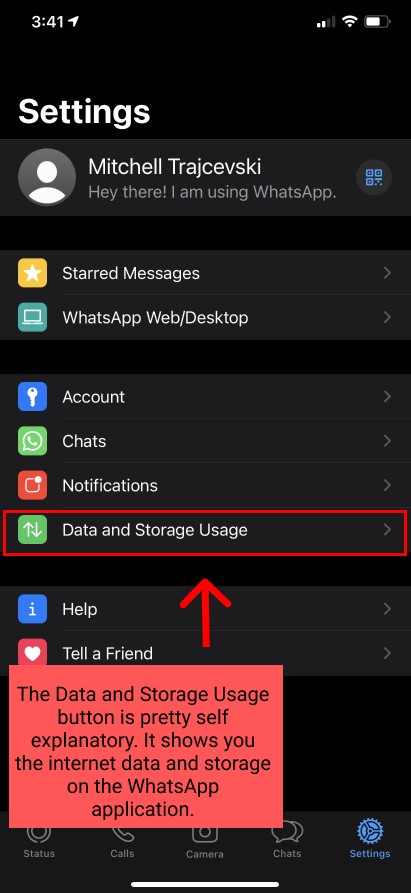 3:41
Settings
Mitchell Trajcevski
Hey there! I am using WhatsApp.
Starred Messages
WhatsApp Web/Desktop
Account
Chats
Notifications
Data and Storage Usage
Help
Tell a Friend
The Data and Storage Usage
button is pretty self
explanatory. It shows you
the internet data and storage
on the WhatsApp
application.
Status
Calls
Camera
Chats
Settings